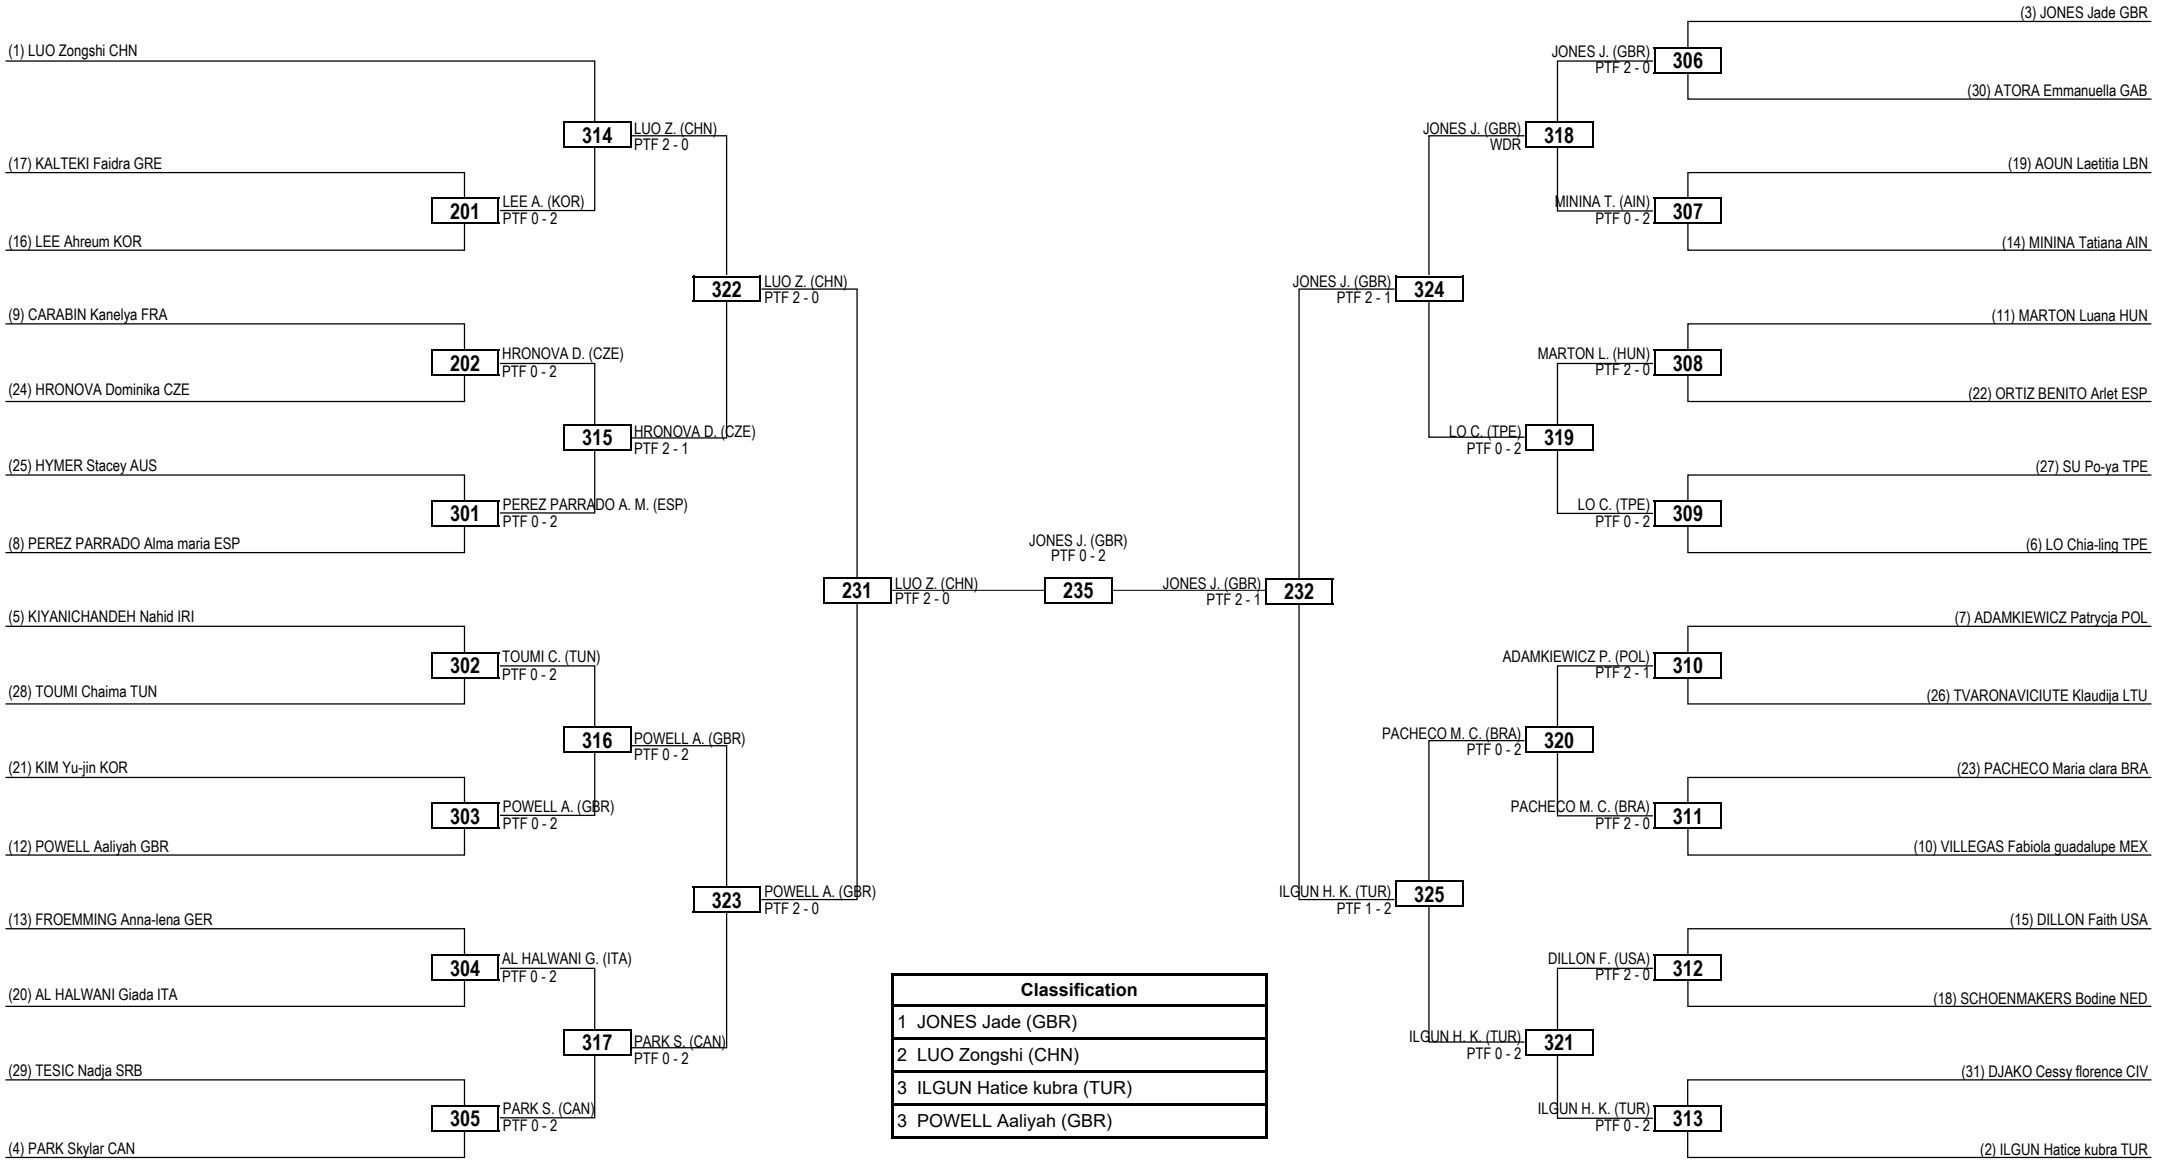 (1) LUO Zongshi CHN
(17) KALTEKI Faidra GRE
(16) LEE Ahreum KOR
(9) CARABIN Kanelya FRA
(24) HRONOVA Dominika CZE
(25) HYMER Stacey AUS
(8) PEREZ PARRADO Alma maria ESP
(5) KIYANICHANDEH Nahid IRI
(28) TOUMI Chaima TUN
(21) KIM Yu-jin KOR
(12) POWELL Aaliyah GBR
(13) FROEMMING Anna-lena GER
(20) AL HALWANI Giada ITA
(29) TESIC Nadja SRB
(4) PARK Skylar CAN
201
LEE A. (KOR)
PTF 0 - 2
202
HRONOVA D. (CZE)
PTF 0 - 2
301
PEREZ PARRADO A. M. (ESP)
PTF 0 - 2
302
TOUMI C. (TUN)
PTF 0 - 2
303
POWELL A. (GBR)
PTF 0 - 2
304
AL HALWANI G. (ITA)
PTF 0 - 2
305
PARK S. (CAN)
PTF 0 - 2
314
LUO Z. (CHN)
PTF 2 - 0
315
HRONOVA D. (CZE)
PTF 2 - 1
316
POWELL A. (GBR)
PTF 0 - 2
317
PARK S. (CAN)
PTF 0 - 2
322
LUO Z. (CHN)
PTF 2 - 0
323
POWELL A. (GBR)
PTF 2 - 0
231
LUO Z. (CHN)
PTF 2 - 0
JONES J. (GBR)
PTF 0 - 2
235
JONES J. (GBR)
PTF 2 - 1
232
JONES J. (GBR)
PTF 2 - 1
324
ILGUN H. K. (TUR)
PTF 1 - 2
325
JONES J. (GBR)
WDR
318
LO C. (TPE)
PTF 0 - 2
319
PACHECO M. C. (BRA)
PTF 0 - 2
320
ILGUN H. K. (TUR)
PTF 0 - 2
321
JONES J. (GBR)
PTF 2 - 0
306
MININA T. (AIN)
PTF 0 - 2
307
MARTON L. (HUN)
PTF 2 - 0
308
LO C. (TPE)
PTF 0 - 2
309
ADAMKIEWICZ P. (POL)
PTF 2 - 1
310
PACHECO M. C. (BRA)
PTF 2 - 0
311
DILLON F. (USA)
PTF 2 - 0
312
ILGUN H. K. (TUR)
PTF 0 - 2
313
(3) JONES Jade GBR
(30) ATORA Emmanuella GAB
(19) AOUN Laetitia LBN
(14) MININA Tatiana AIN
(11) MARTON Luana HUN
(22) ORTIZ BENITO Arlet ESP
(27) SU Po-ya TPE
(6) LO Chia-ling TPE
(7) ADAMKIEWICZ Patrycja POL
(26) TVARONAVICIUTE Klaudija LTU
(23) PACHECO Maria clara BRA
(10) VILLEGAS Fabiola guadalupe MEX
(15) DILLON Faith USA
(18) SCHOENMAKERS Bodine NED
(31) DJAKO Cessy florence CIV
(2) ILGUN Hatice kubra TUR
Classification
1 JONES Jade (GBR)
2 LUO Zongshi (CHN)
3 ILGUN Hatice kubra (TUR)
3 POWELL Aaliyah (GBR)